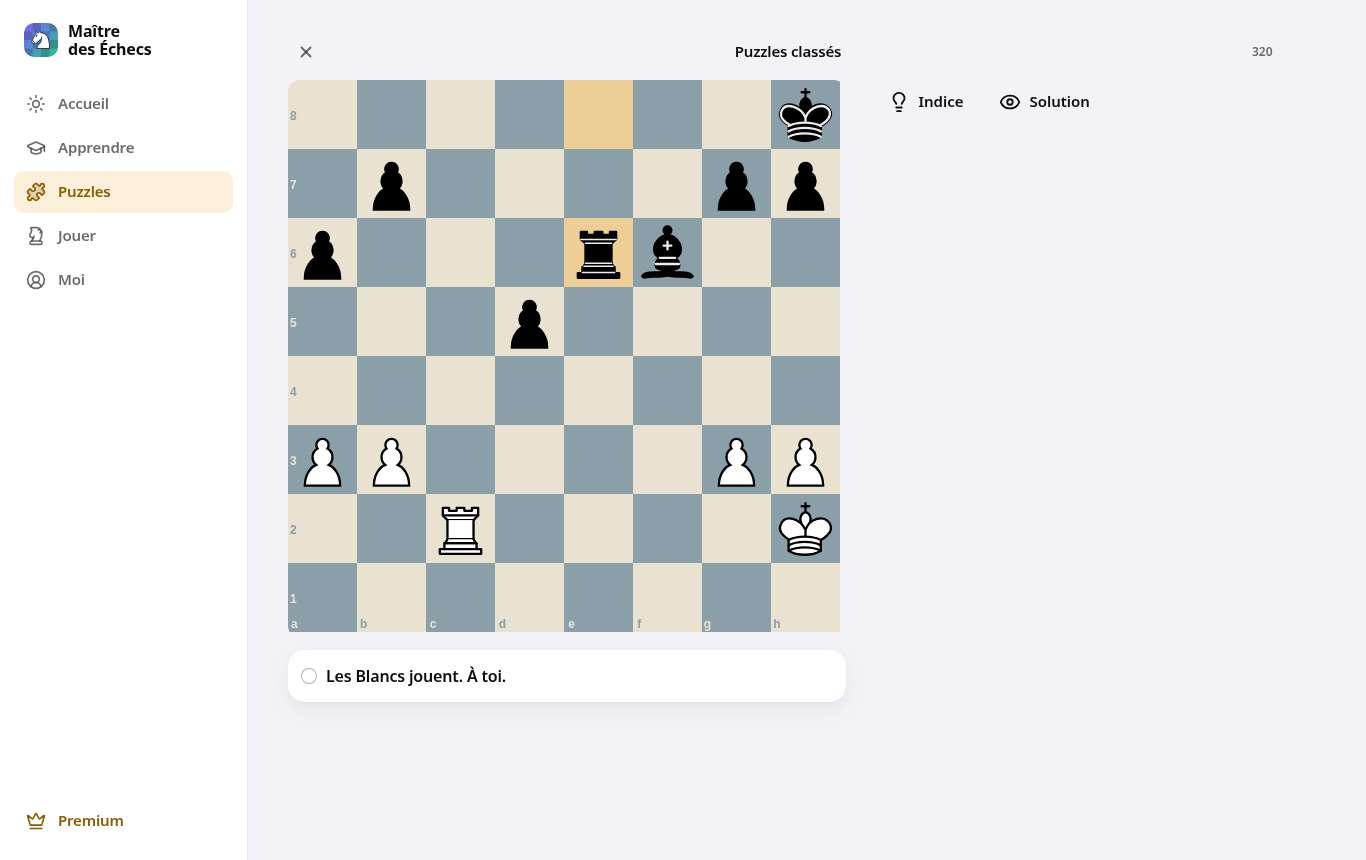 Maître
des Échecs
Accueil
Apprendre
Puzzles
Jouer
Moi
Premium
Puzzles classés
320
Indice
Solution
8
7
6
5
4
3
2
1
a b c d e f g h
Les Blancs jouent. À toi.